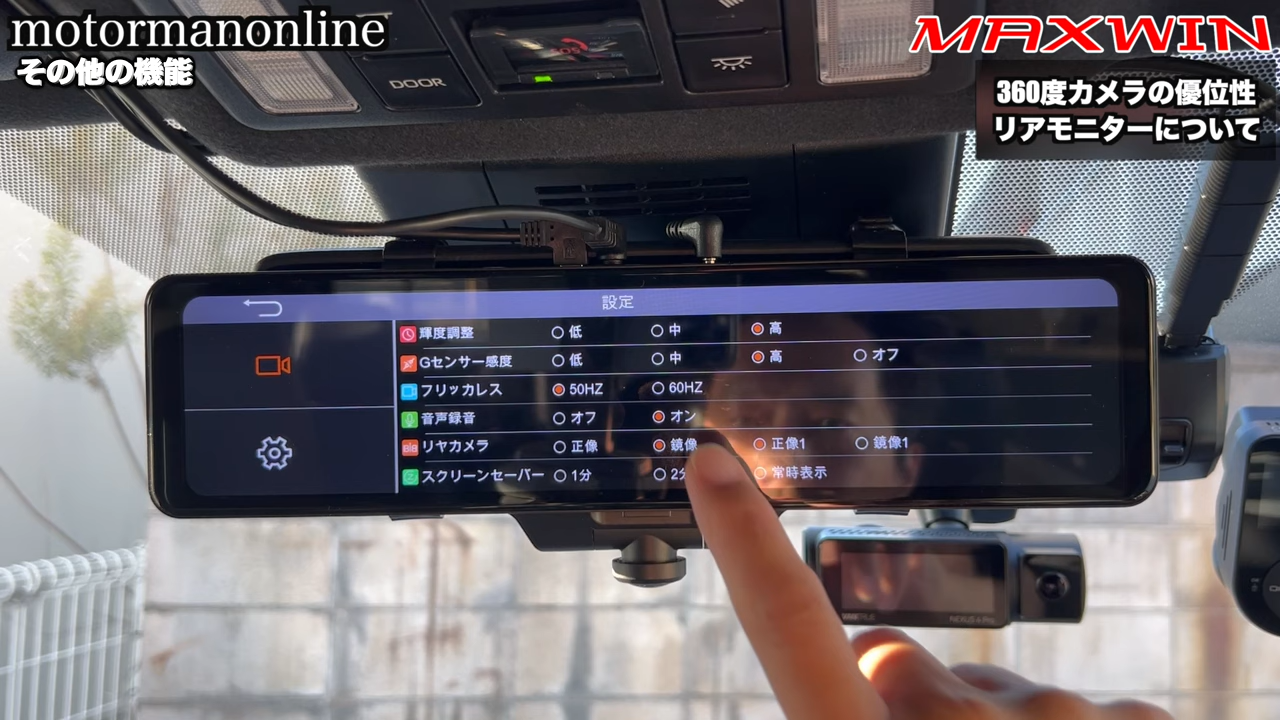 motormanonline
その他の機能
MAXWIN
360度カメラの優位性
リアモニターについて
DOOR
SOS
設定
輝度調整 低 中 高
Gセンサー感度 低 中 高 オフ
フリッカレス 50HZ 60HZ
音声録音 オフ オン
リヤカメラ 正像 鏡像 正像1 鏡像1
スクリーンセーバー 1分 2分 常時表示